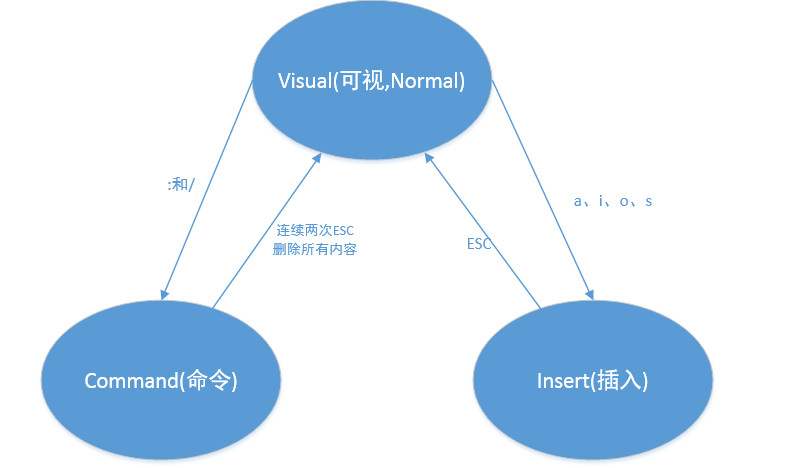 Visual(可视,Normal)
:和/
a、i、o、s
连续两次ESC
删除所有内容
ESC
Command(命令)
Insert(插入)